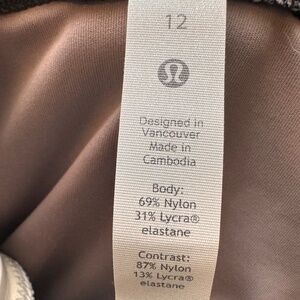 12
Designed in
Vancouver
Made in
Cambodia
Body:
69% Nylon
31% Lycra®
elastane
Contrast:
87% Nylon
13% Lycra®
elastane